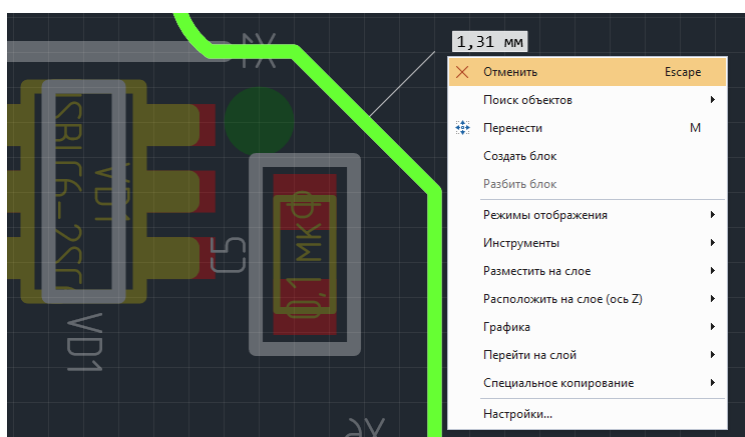 1,31 мм
Отменить Escape
Поиск объектов
Перенести M
Создать блок
Разбить блок
Режимы отображения
Инструменты
Разместить на слое
Расположить на слое (ось Z)
Графика
Перейти на слой
Специальное копирование
Настройки...
VD1
VD1
C5
0,1 мкФ